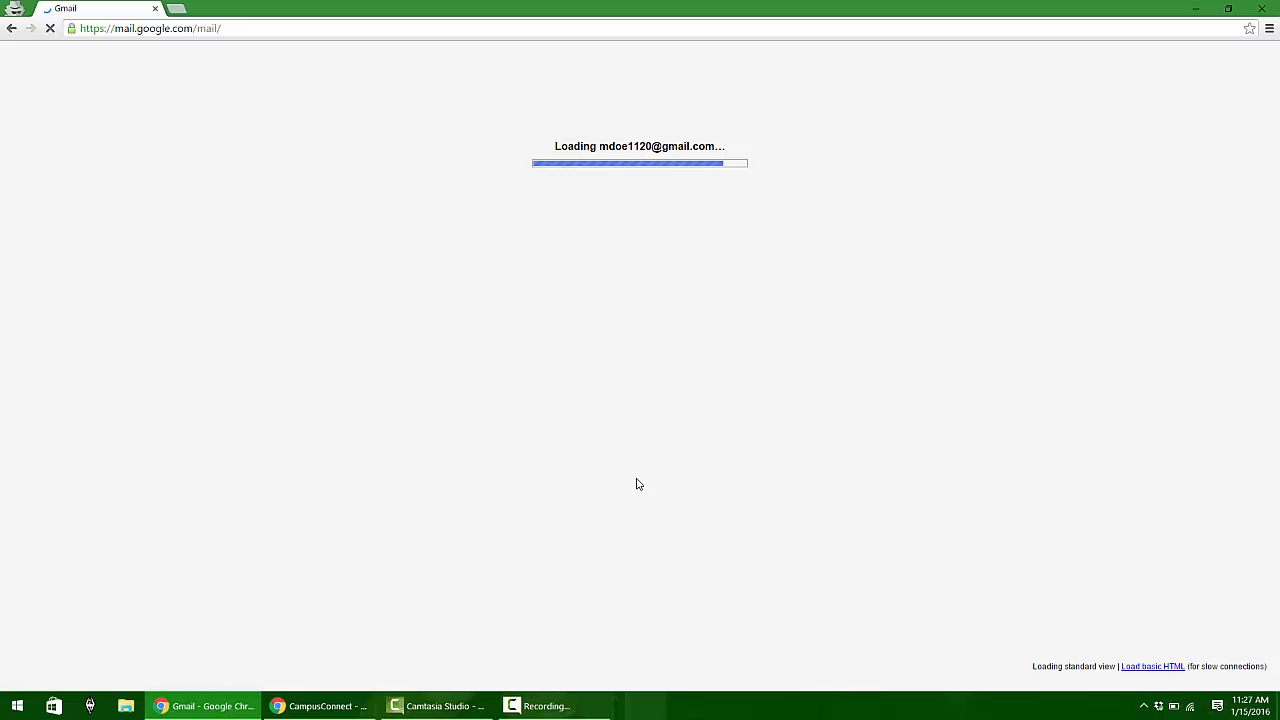 Gmail
https://mail.google.com/mail/
Loading mdoe1120@gmail.com…
Loading standard view | Load basic HTML (for slow connections)
Gmail - Google Chr...
CampusConnect - ...
Camtasia Studio - ...
Recording...
11:27 AM
1/15/2016